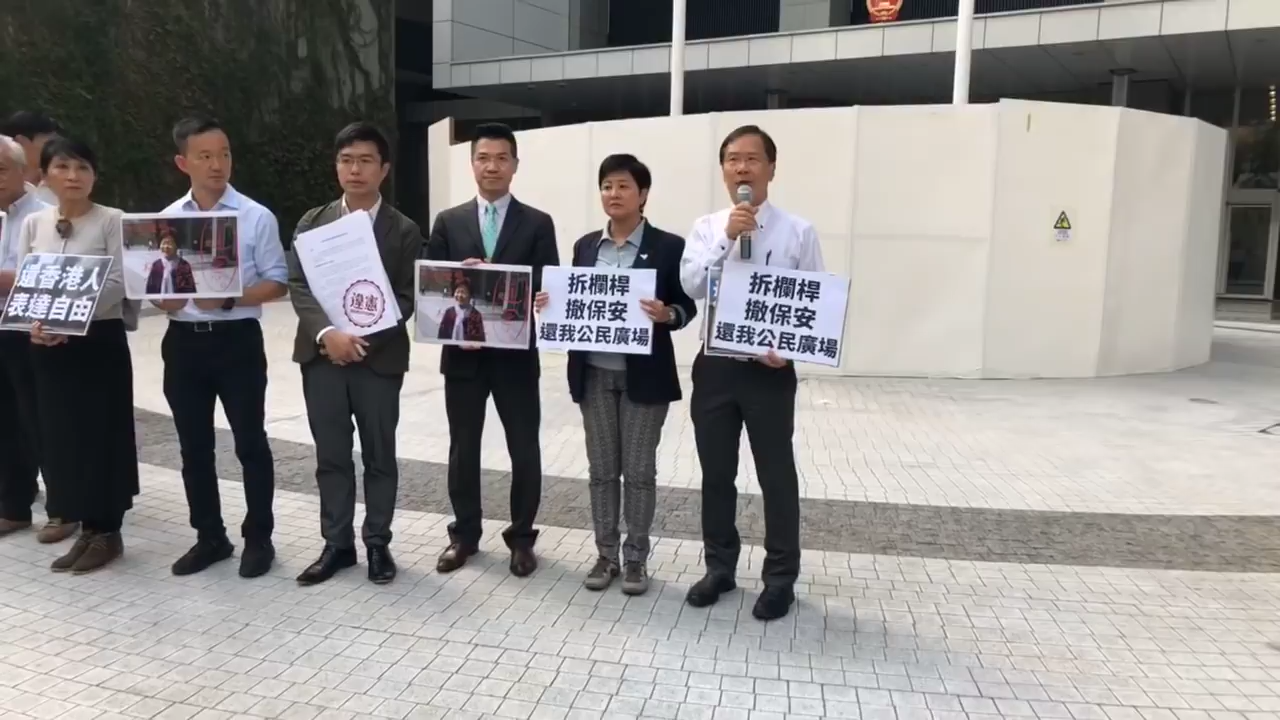 還香港人
表達自由
違憲
拆欄桿
撤保安
還我公民廣場
拆欄桿
撤保安
還我公民廣場